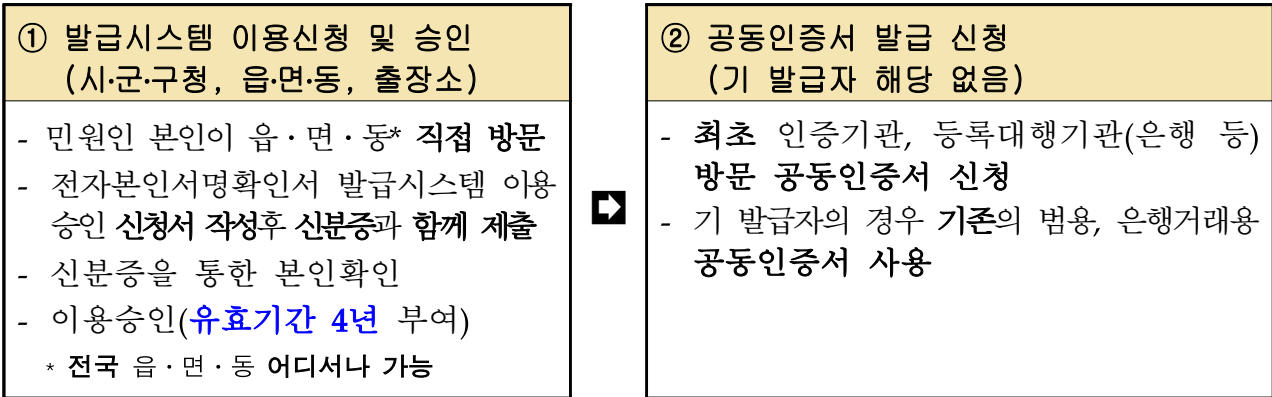 ① 발급시스템 이용신청 및 승인
(시·군·구청, 읍·면·동, 출장소)
- 민원인 본인이 읍·면·동* 직접 방문
- 전자본인서명확인서 발급시스템 이용
승인 신청서 작성후 신분증과 함께 제출
- 신분증을 통한 본인확인
- 이용승인(유효기간 4년 부여)
* 전국 읍·면·동 어디서나 가능
② 공동인증서 발급 신청
(기 발급자 해당 없음)
- 최초 인증기관, 등록대행기관(은행 등)
방문 공동인증서 신청
- 기 발급자의 경우 기존의 범용, 은행거래용
공동인증서 사용